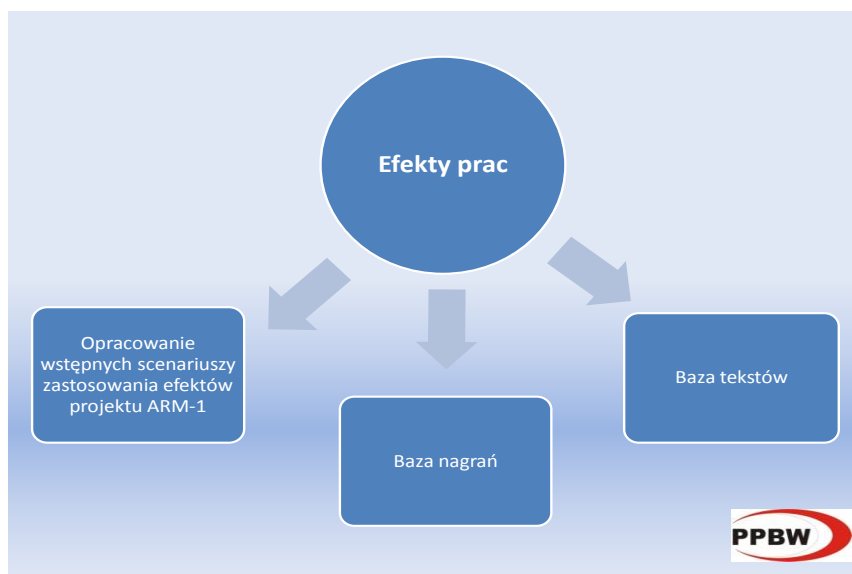 Efekty prac
Opracowanie
wstępnych scenariuszy
zastosowania efektów
projektu ARM-1
Baza nagrań
Baza tekstów
PPBW